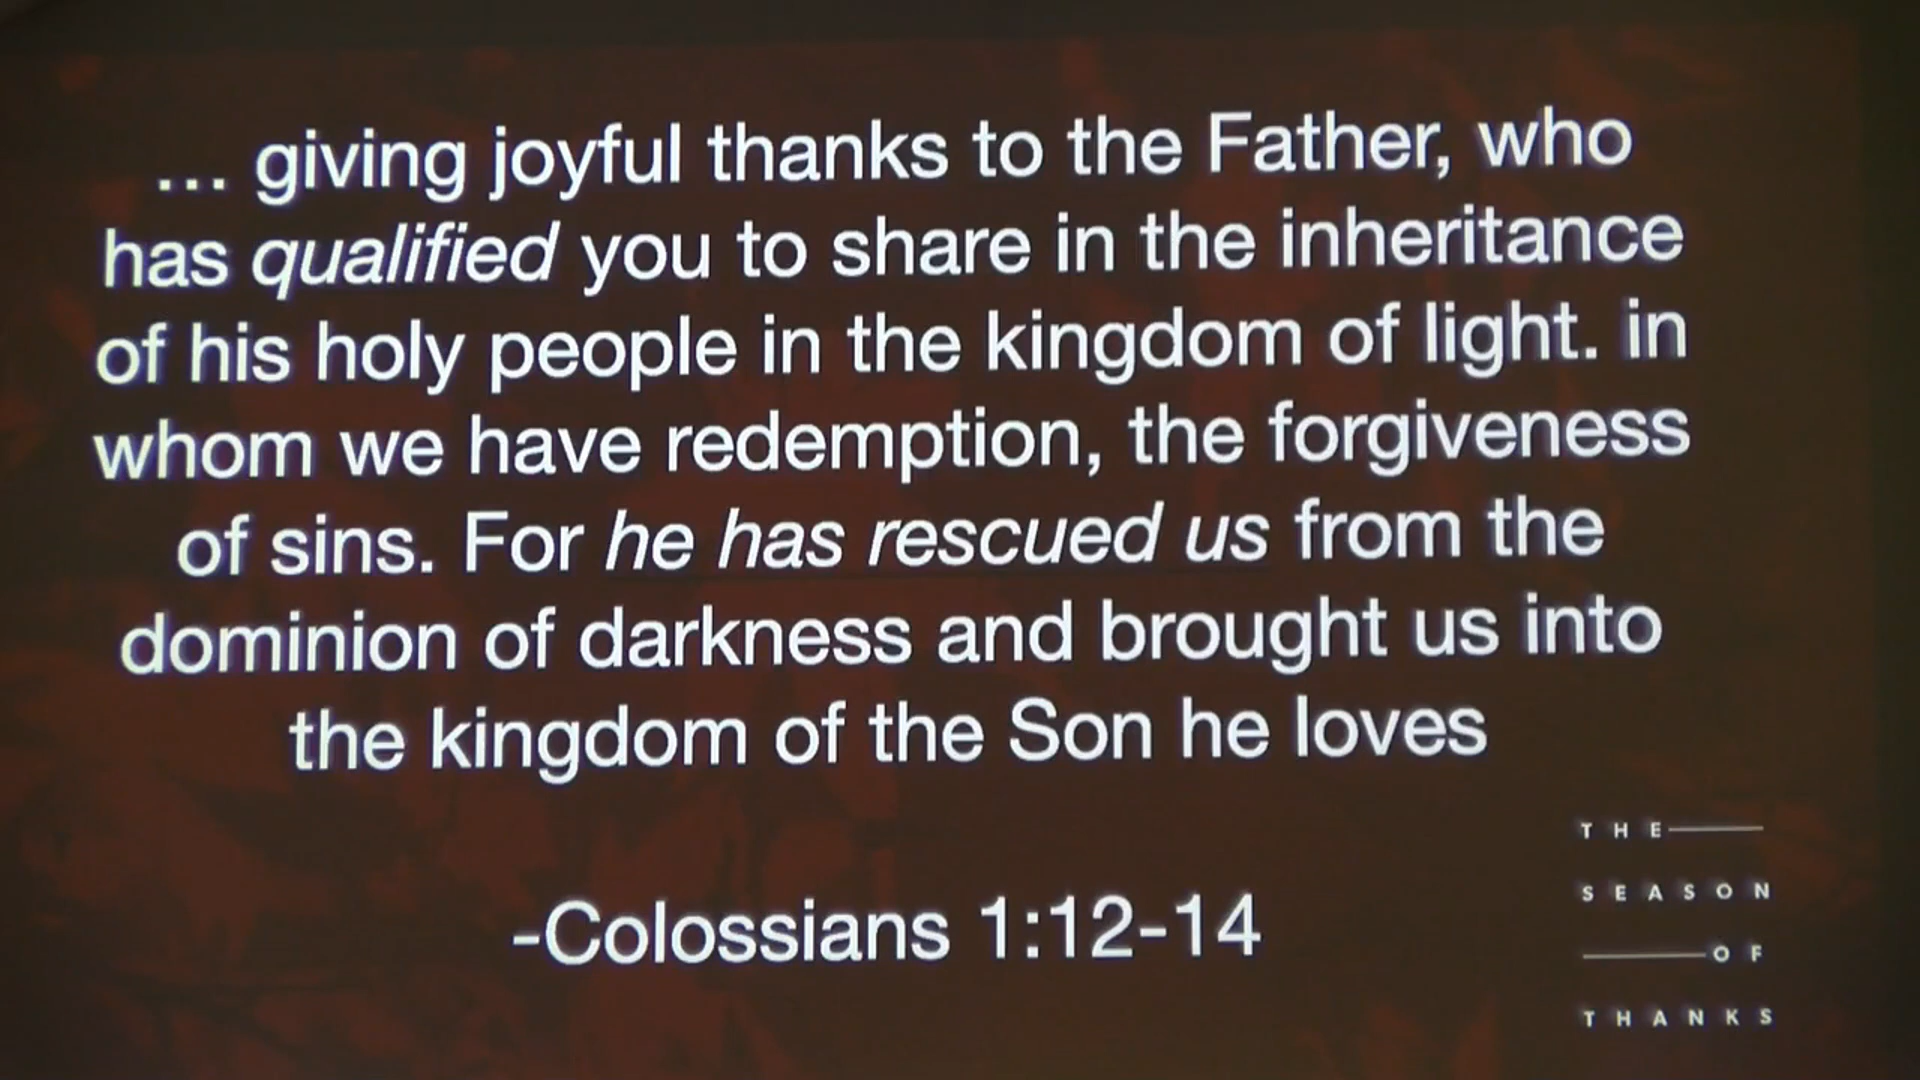 ... giving joyful thanks to the Father, who
has qualified you to share in the inheritance
of his holy people in the kingdom of light. in
whom we have redemption, the forgiveness
of sins. For he has rescued us from the
dominion of darkness and brought us into
the kingdom of the Son he loves
-Colossians 1:12-14
THE
SEASON
OF
THANKS